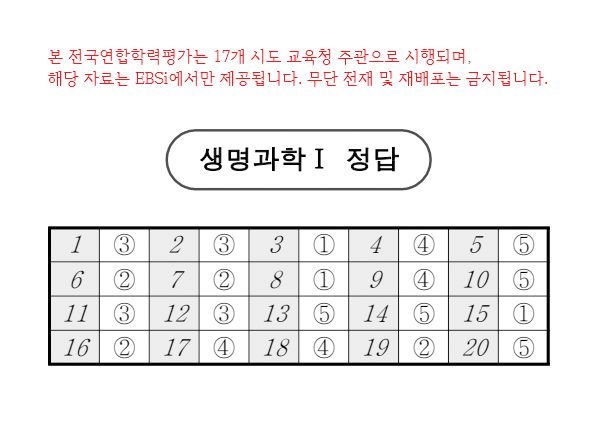 본 전국연합학력평가는 17개 시도 교육청 주관으로 시행되며,
해당 자료는 EBSi에서만 제공됩니다. 무단 전재 및 재배포는 금지됩니다.
생명과학Ⅰ 정답
1 ③ 2 ③ 3 ① 4 ④ 5 ⑤
6 ② 7 ② 8 ① 9 ④ 10 ⑤
11 ③ 12 ③ 13 ⑤ 14 ⑤ 15 ①
16 ② 17 ④ 18 ④ 19 ② 20 ⑤